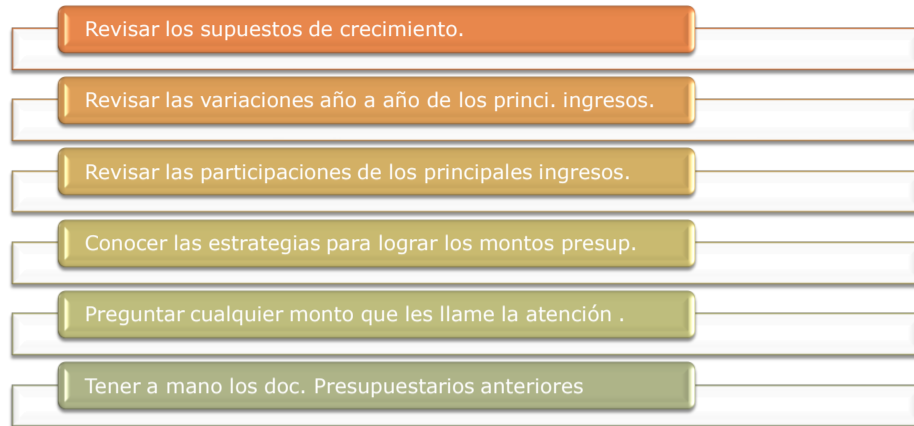 Revisar los supuestos de crecimiento.
Revisar las variaciones año a año de los princi. ingresos.
Revisar las participaciones de los principales ingresos.
Conocer las estrategias para lograr los montos presup.
Preguntar cualquier monto que les llame la atención .
Tener a mano los doc. Presupuestarios anteriores